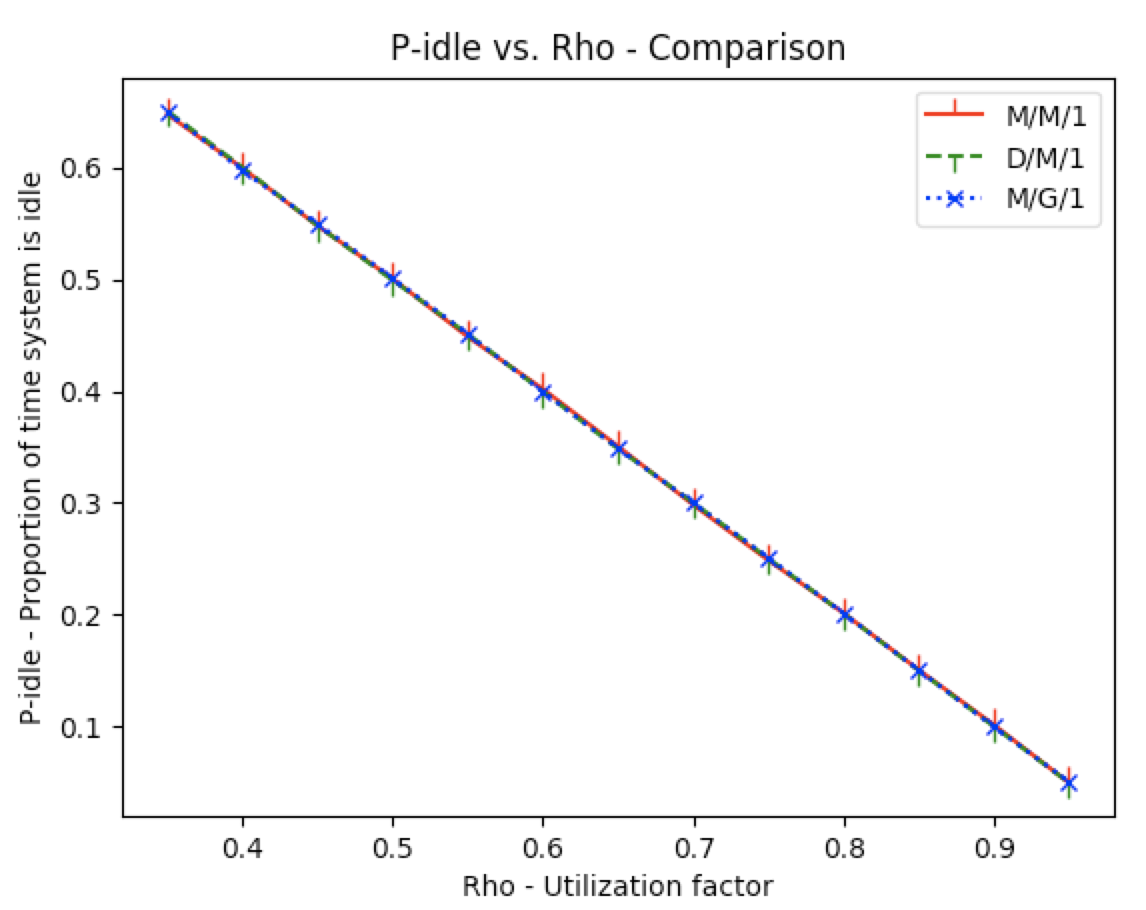 P-idle vs. Rho - Comparison
M/M/1
D/M/1
M/G/1
P-idle - Proportion of time system is idle
0.6
0.5
0.4
0.3
0.2
0.1
0.4 0.5 0.6 0.7 0.8 0.9
Rho - Utilization factor